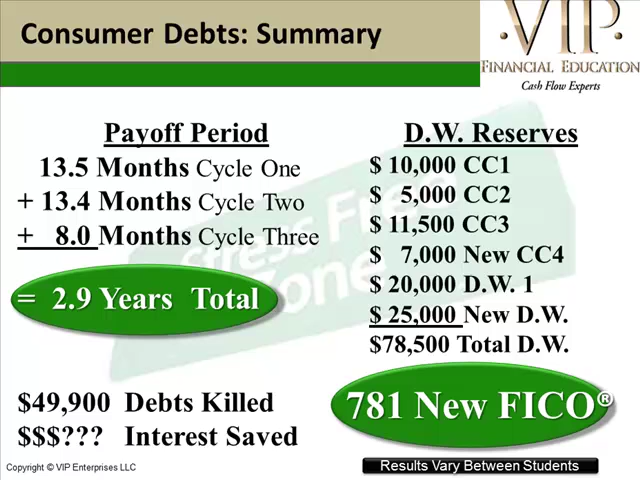 Consumer Debts: Summary
VIP
FINANCIAL EDUCATION
Cash Flow Experts
Payoff Period
13.5 Months Cycle One
+ 13.4 Months Cycle Two
+ 8.0 Months Cycle Three
= 2.9 Years Total
$49,900 Debts Killed
$$$??? Interest Saved
D.W. Reserves
$ 10,000 CC1
$ 5,000 CC2
$ 11,500 CC3
$ 7,000 New CC4
$ 20,000 D.W. 1
$ 25,000 New D.W.
$78,500 Total D.W.
781 New FICO®
Stress Free
Zone
Copyright © VIP Enterprises LLC
Results Vary Between Students